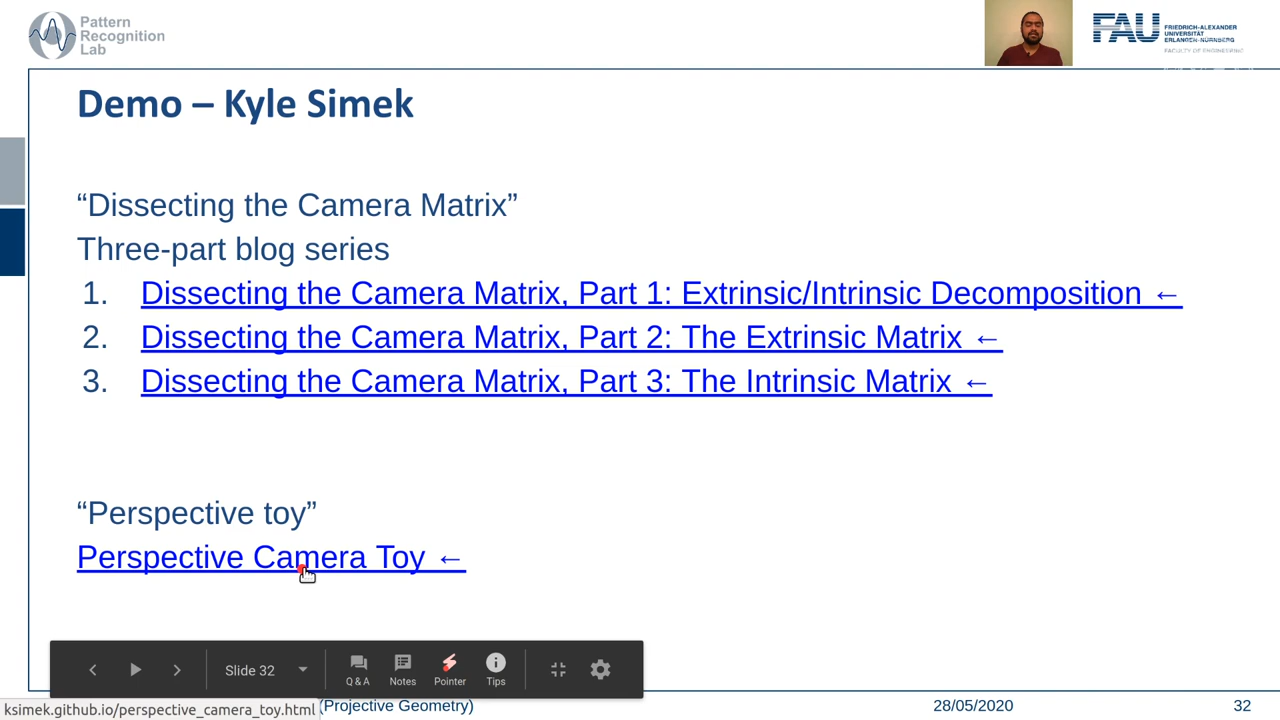 Pattern
Recognition
Lab
FAU
FRIEDRICH-ALEXANDER
UNIVERSITÄT
ERLANGEN-NÜRNBERG
FACULTY OF ENGINEERING
Demo – Kyle Simek
“Dissecting the Camera Matrix”
Three-part blog series
1. Dissecting the Camera Matrix, Part 1: Extrinsic/Intrinsic Decomposition ←
2. Dissecting the Camera Matrix, Part 2: The Extrinsic Matrix ←
3. Dissecting the Camera Matrix, Part 3: The Intrinsic Matrix ←
“Perspective toy”
Perspective Camera Toy ←
Slide 32
Q & A
Notes
Pointer
Tips
ksimek.github.io/perspective_camera_toy.html
(Projective Geometry)
28/05/2020
32